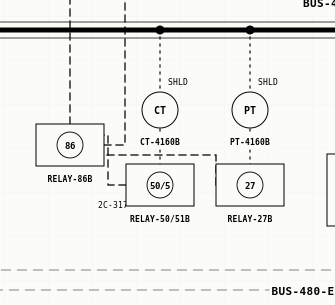 BUS-4
SHLD SHLD
CT PT
CT-4160B PT-4160B
86
RELAY-86B
50/5 27
2C-317
RELAY-50/51B RELAY-27B
BUS-480-E